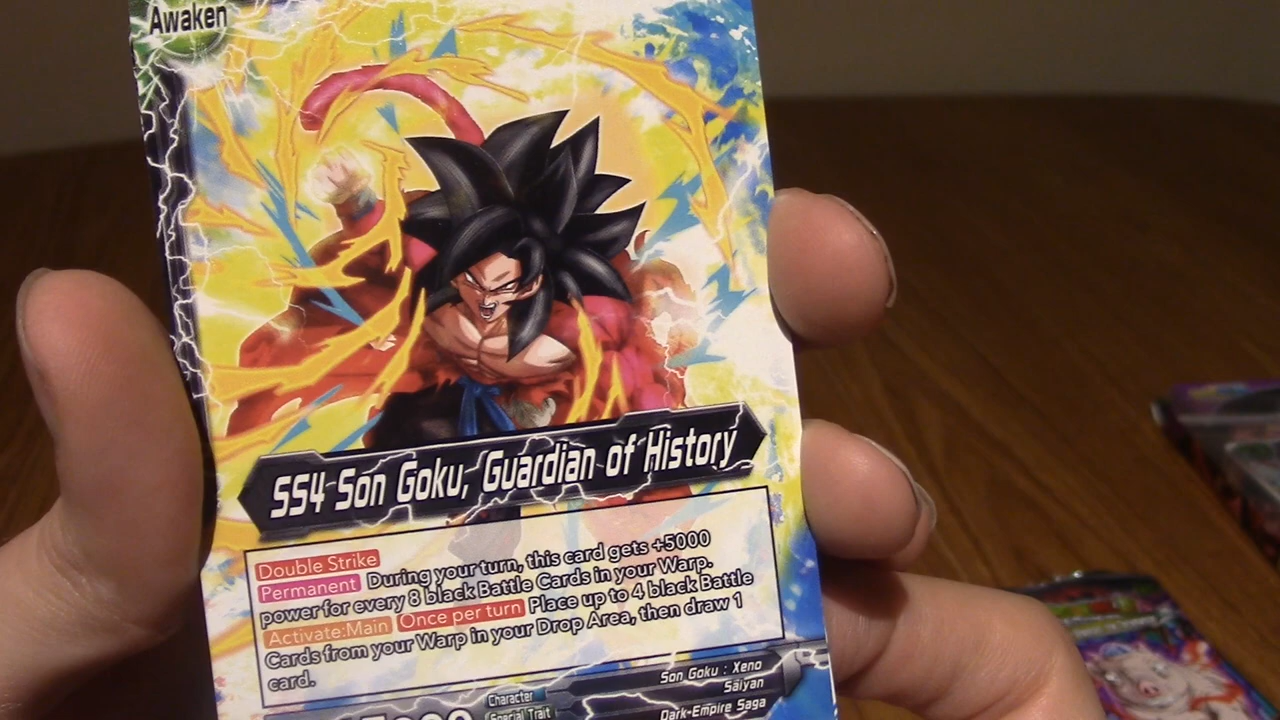 Awaken
SS4 Son Goku, Guardian of History
Double Strike
Permanent During your turn, this card gets +5000
power for every 8 black Battle Cards in your Warp.
Activate:Main Once per turn Place up to 4 black Battle
Cards from your Warp in your Drop Area, then draw 1
card.
Character Son Goku : Xeno
Special Trait Saiyan
Dark-Empire Saga